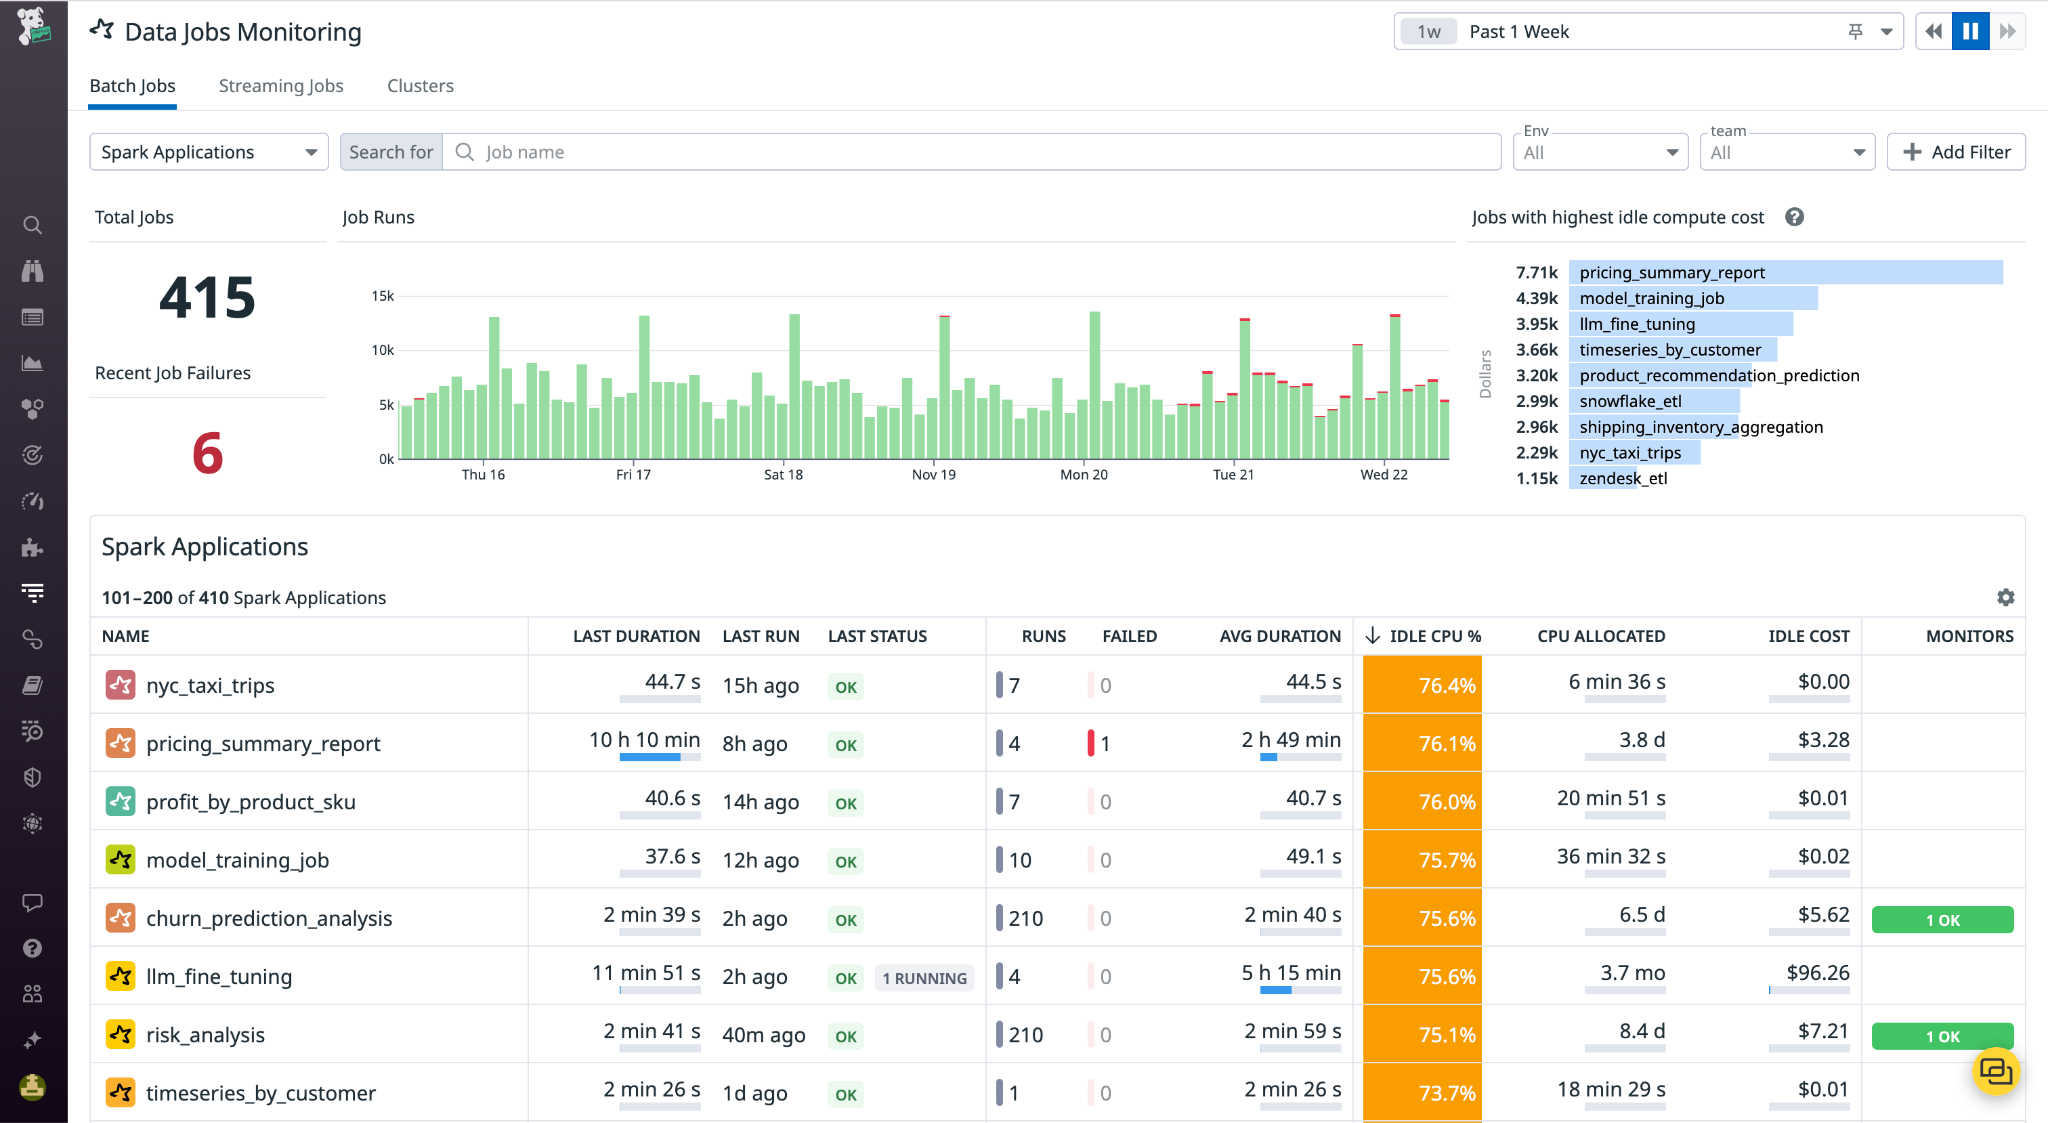 Data Jobs Monitoring
1w Past 1 Week
Batch Jobs Streaming Jobs Clusters
Spark Applications Search for Job name Env All team All Add Filter
Total Jobs
415
Recent Job Failures
6
Job Runs
15k
10k
5k
0k
Thu 16 Fri 17 Sat 18 Nov 19 Mon 20 Tue 21 Wed 22
Jobs with highest idle compute cost
Dollars
7.71k pricing_summary_report
4.39k model_training_job
3.95k llm_fine_tuning
3.66k timeseries_by_customer
3.20k product_recommendation_prediction
2.99k snowflake_etl
2.96k shipping_inventory_aggregation
2.29k nyc_taxi_trips
1.15k zendesk_etl
Spark Applications
101–200 of 410 Spark Applications
NAME LAST DURATION LAST RUN LAST STATUS RUNS FAILED AVG DURATION IDLE CPU % CPU ALLOCATED IDLE COST MONITORS
nyc_taxi_trips 44.7 s 15h ago OK 7 0 44.5 s 76.4% 6 min 36 s $0.00
pricing_summary_report 10 h 10 min 8h ago OK 4 1 2 h 49 min 76.1% 3.8 d $3.28
profit_by_product_sku 40.6 s 14h ago OK 7 0 40.7 s 76.0% 20 min 51 s $0.01
model_training_job 37.6 s 12h ago OK 10 0 49.1 s 75.7% 36 min 32 s $0.02
churn_prediction_analysis 2 min 39 s 2h ago OK 210 0 2 min 40 s 75.6% 6.5 d $5.62 1 OK
llm_fine_tuning 11 min 51 s 2h ago OK 1 RUNNING 4 0 5 h 15 min 75.6% 3.7 mo $96.26
risk_analysis 2 min 41 s 40m ago OK 210 0 2 min 59 s 75.1% 8.4 d $7.21 1 OK
timeseries_by_customer 2 min 26 s 1d ago OK 1 0 2 min 26 s 73.7% 18 min 29 s $0.01